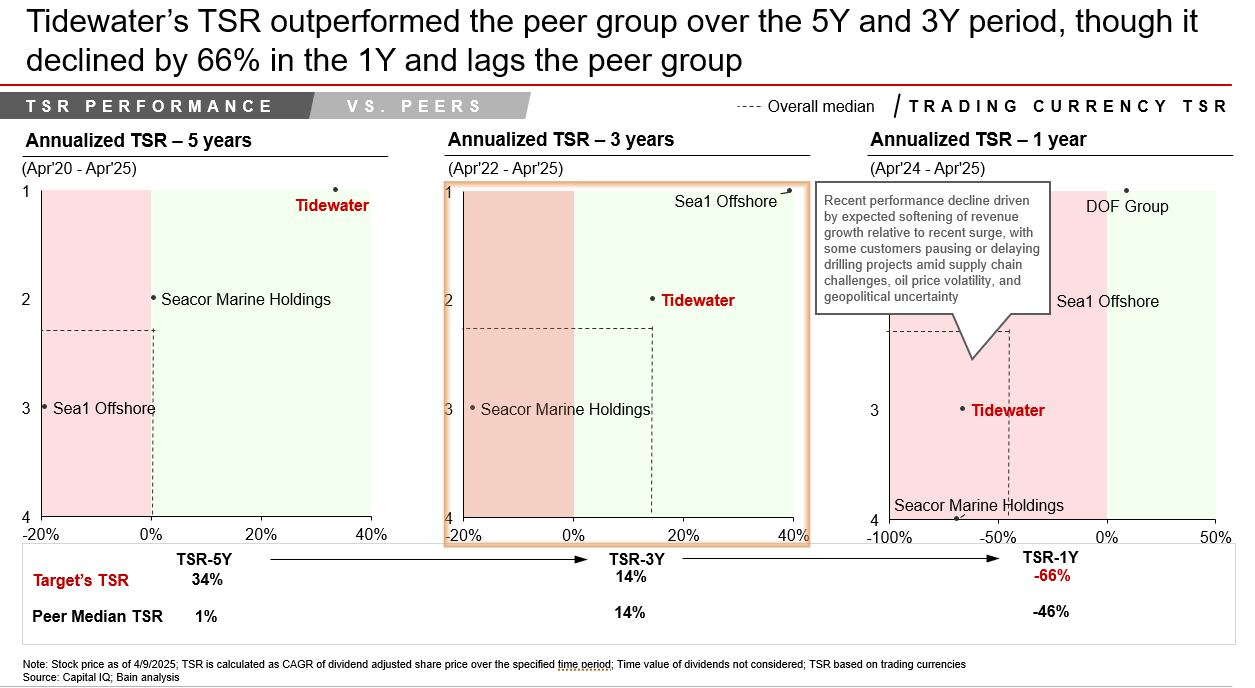 Tidewater’s TSR outperformed the peer group over the 5Y and 3Y period, though it
declined by 66% in the 1Y and lags the peer group
TSR PERFORMANCE
VS. PEERS
Overall median
TRADING CURRENCY TSR
Annualized TSR – 5 years
(Apr'20 - Apr'25)
1
Tidewater
2
Seacor Marine Holdings
3
Sea1 Offshore
4
-20%
0%
20%
40%
Annualized TSR – 3 years
(Apr'22 - Apr'25)
1
Sea1 Offshore
2
Tidewater
3
Seacor Marine Holdings
4
-20%
0%
20%
40%
Annualized TSR – 1 year
(Apr'24 - Apr'25)
Recent performance decline driven
by expected softening of revenue
growth relative to recent surge, with
some customers pausing or delaying
drilling projects amid supply chain
challenges, oil price volatility, and
geopolitical uncertainty
DOF Group
Sea1 Offshore
3
Tidewater
Seacor Marine Holdings
4
-100%
-50%
0%
50%
TSR-5Y
TSR-3Y
TSR-1Y
Target’s TSR
34%
14%
-66%
Peer Median TSR
1%
14%
-46%
Note: Stock price as of 4/9/2025; TSR is calculated as CAGR of dividend adjusted share price over the specified time period; Time value of dividends not considered; TSR based on trading currencies
Source: Capital IQ; Bain analysis